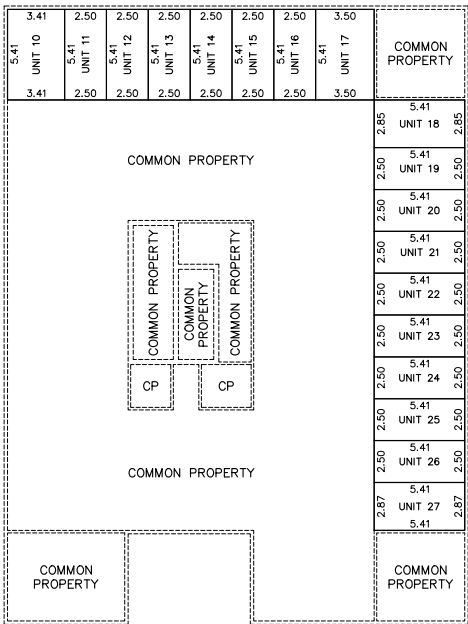 3.41 2.50 2.50 2.50 2.50 2.50 2.50 3.50
5.41 UNIT 10
UNIT 11
5.41 UNIT 12
5.41 UNIT 13
5.41 UNIT 14
5.41 UNIT 15
5.41 UNIT 16
5.41 UNIT 17
3.41 2.50 2.50 2.50 2.50 2.50 2.50 3.50
COMMON
PROPERTY
5.41
2.85 UNIT 18 2.85
5.41
2.50 UNIT 19 2.50
5.41
2.50 UNIT 20 2.50
5.41
2.50 UNIT 21 2.50
5.41
2.50 UNIT 22 2.50
5.41
2.50 UNIT 23 2.50
5.41
2.50 UNIT 24 2.50
5.41
2.50 UNIT 25 2.50
5.41
2.50 UNIT 26 2.50
5.41
2.87 UNIT 27 2.87
5.41
COMMON PROPERTY
COMMON PROPERTY
COMMON
PROPERTY
COMMON PROPERTY
CP
CP
COMMON PROPERTY
COMMON
PROPERTY
COMMON
PROPERTY